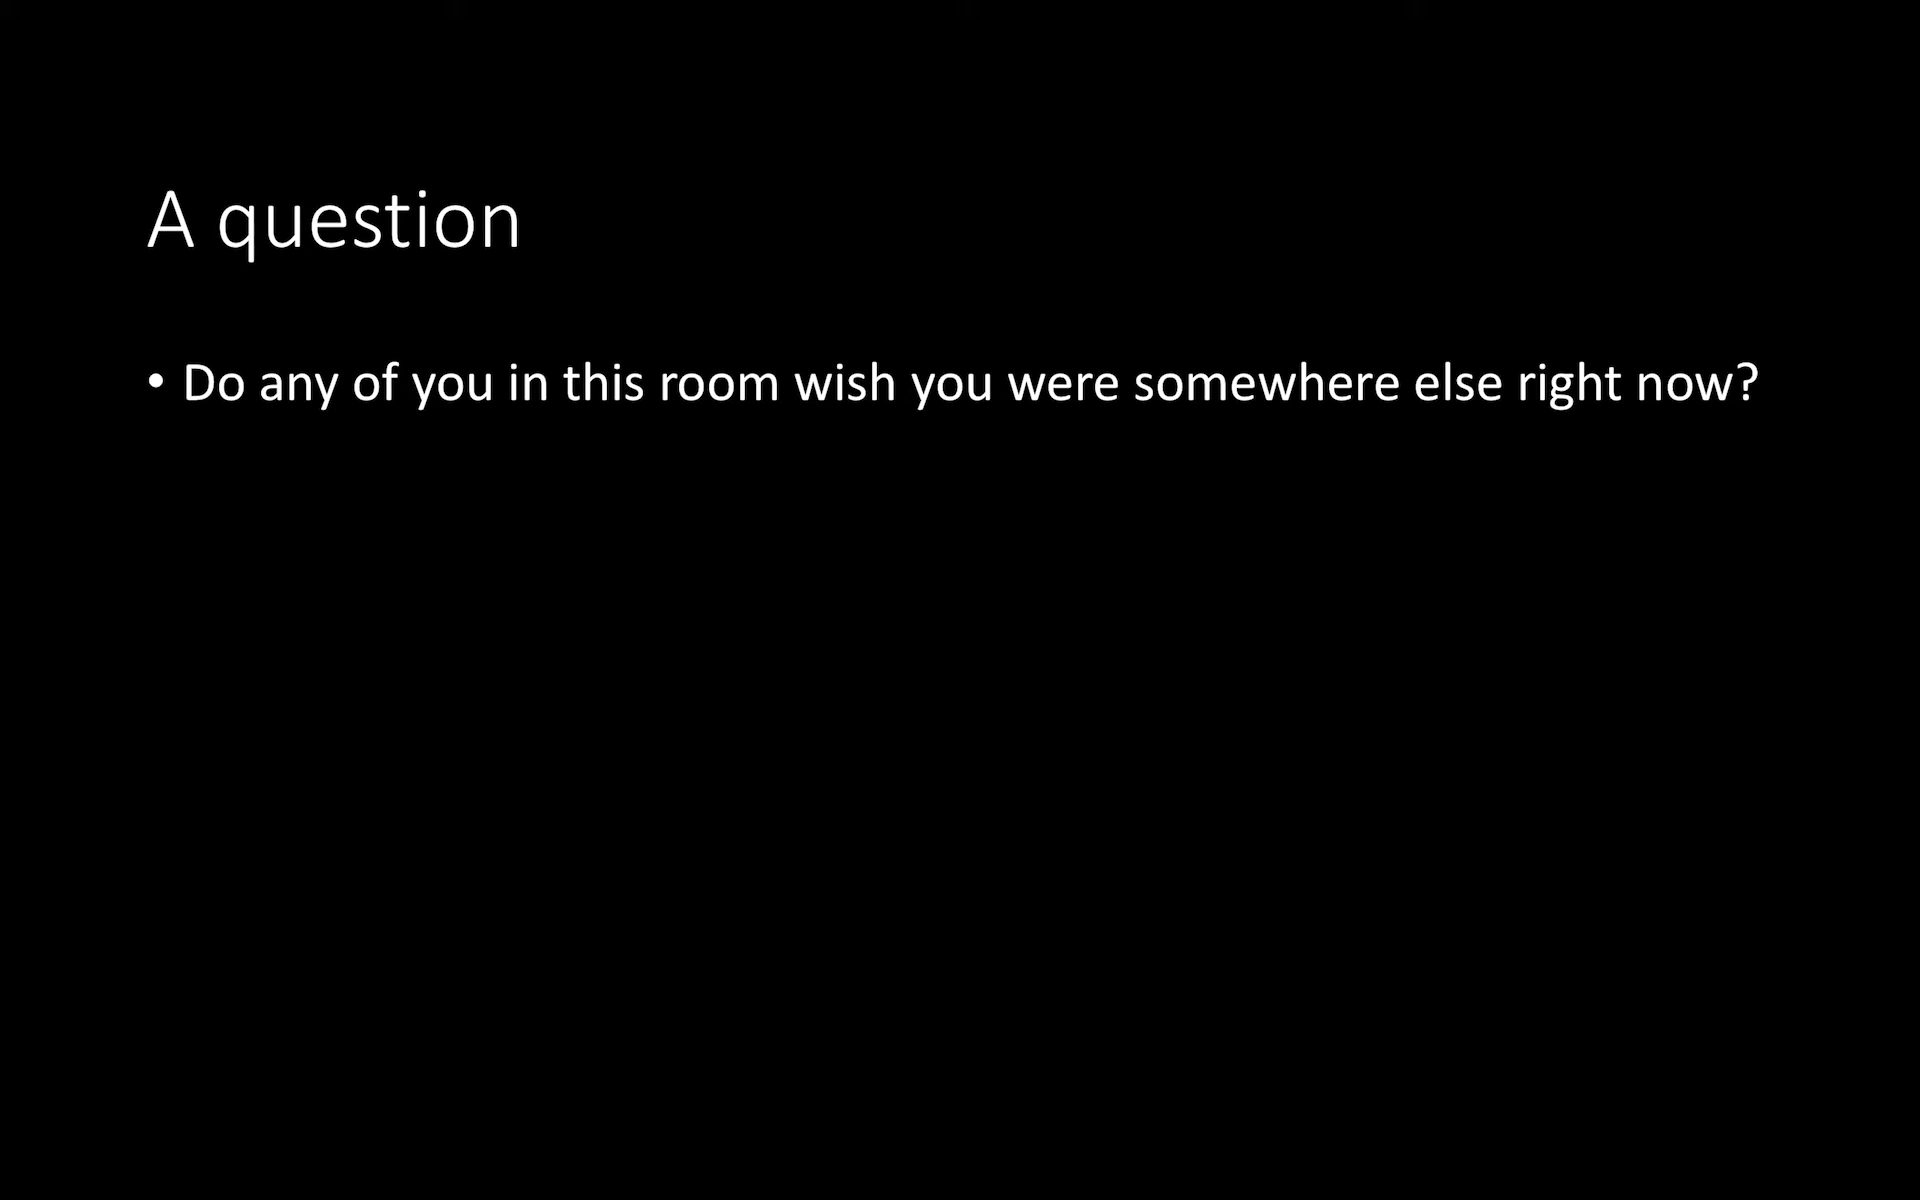 A question
• Do any of you in this room wish you were somewhere else right now?